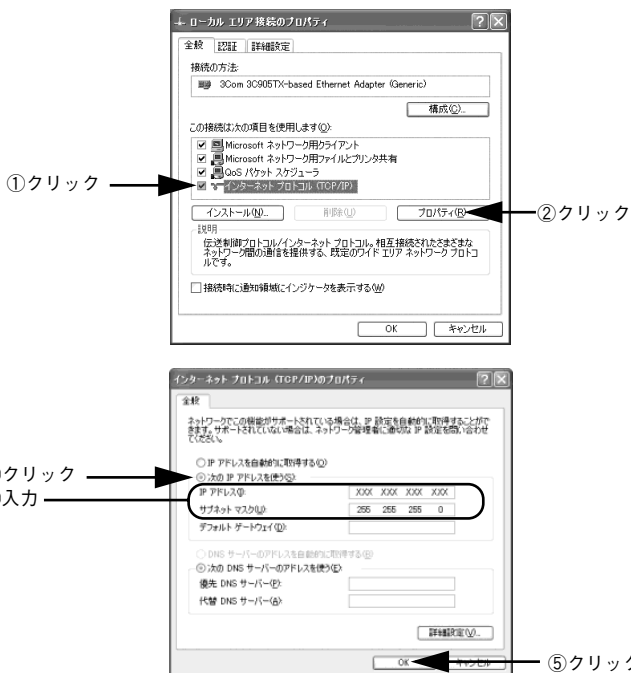 ローカル エリア接続のプロパティ
全般 認証 詳細設定
接続の方法:
3Com 3C905TX-based Ethernet Adapter (Generic)
構成(C)...
この接続は次の項目を使用します(O):
Microsoft ネットワーク用クライアント
Microsoft ネットワーク用ファイルとプリンタ共有
QoS パケット スケジューラ
①クリック
インターネット プロトコル (TCP/IP)
インストール(N)... 削除(U) プロパティ(R)
②クリック
説明
伝送制御プロトコル/インターネット プロトコル。相互接続されたさまざまな
ネットワーク間の通信を提供する、既定のワイド エリア ネットワーク プロトコ
ルです。
接続時に通知領域にインジケータを表示する(W)
OK キャンセル
インターネット プロトコル (TCP/IP)のプロパティ
全般
ネットワークでこの機能がサポートされている場合は、IP 設定を自動的に取得することがで
きます。サポートされていない場合は、ネットワーク管理者に適切な IP 設定を問い合わせ
てください。
IP アドレスを自動的に取得する(O)
クリック
次の IP アドレスを使う(S):
入力
IP アドレス(I): XXX XXX XXX XXX
サブネット マスク(U): 255 255 255 0
デフォルト ゲートウェイ(D):
DNS サーバーのアドレスを自動的に取得する(B)
次の DNS サーバーのアドレスを使う(E):
優先 DNS サーバー(P):
代替 DNS サーバー(A):
詳細設定(V)...
OK キャンセル
⑤クリック